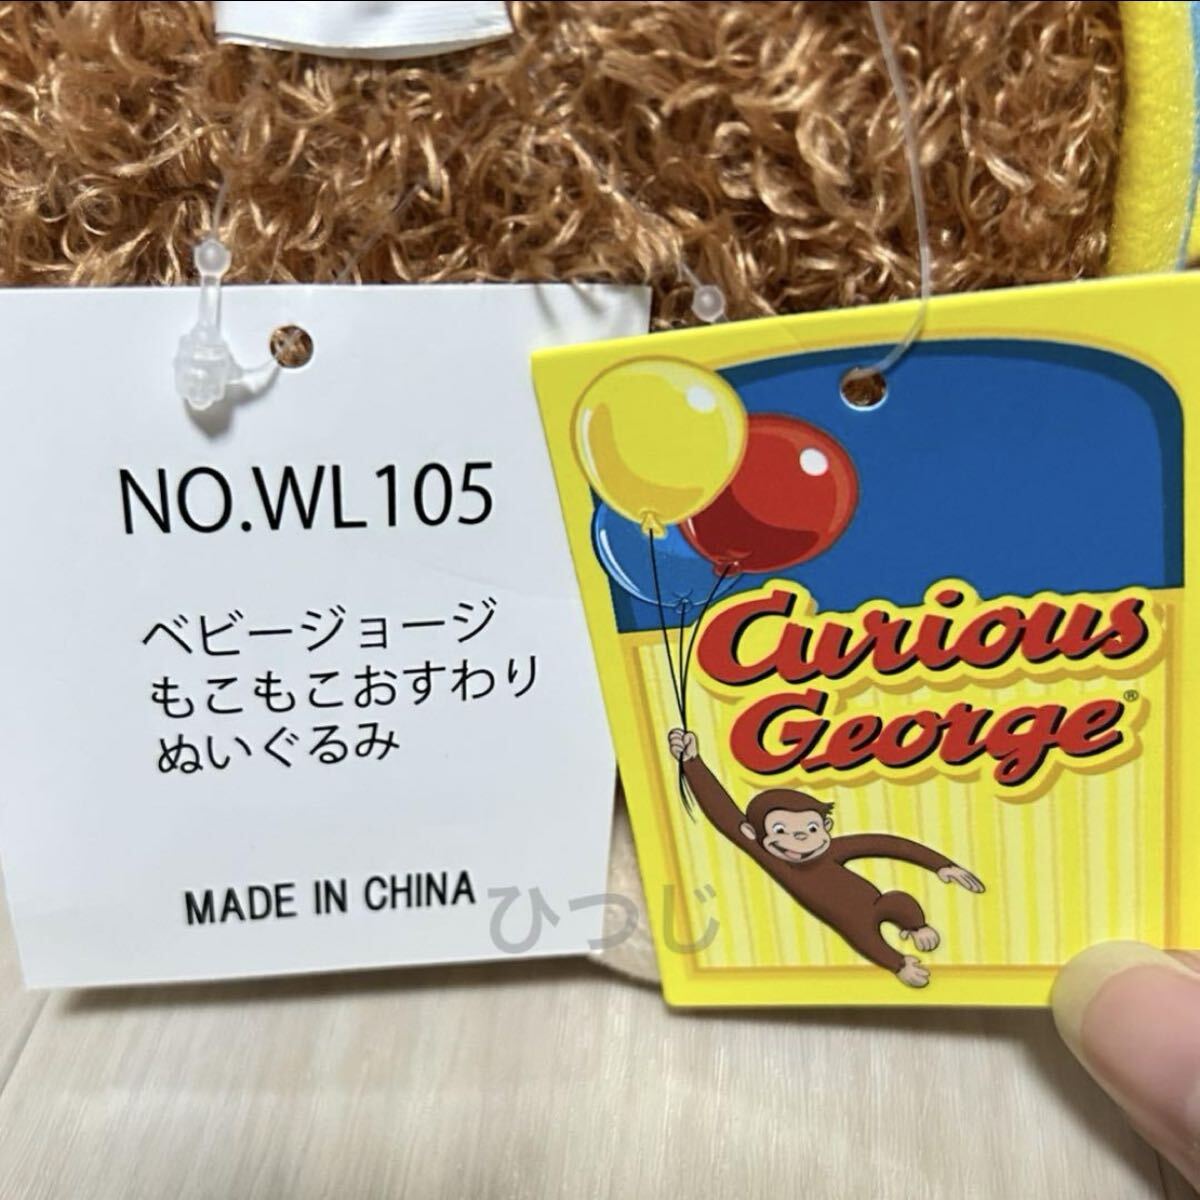 NO.WL105
ベビージョージ
もこもこおすわり
ぬいぐるみ
MADE IN CHINA
ひつじ
Curious
George®